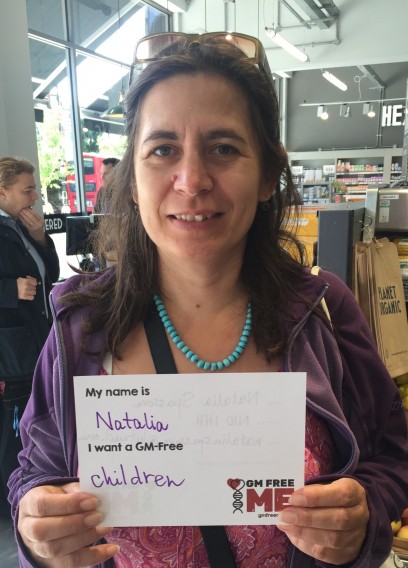 My name is
Natalia
I want a GM-Free
children
GM FREE
ME
HE
PLANET
ORGANIC